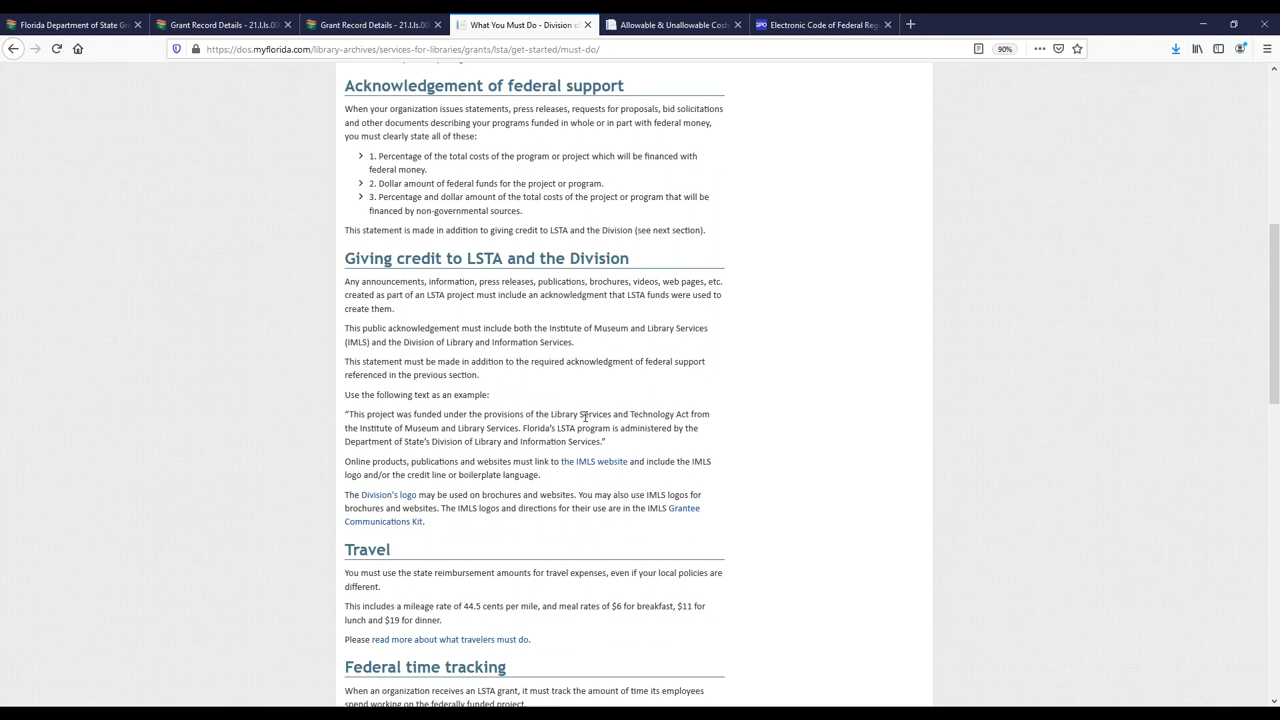 Florida Department of State Gra
Grant Record Details - 21.I.ls.00
Grant Record Details - 21.I.ls.00
What You Must Do - Division of
Allowable & Unallowable Costs
Electronic Code of Federal Reg
https://dos.myflorida.com/library-archives/services-for-libraries/grants/lsta/get-started/must-do/
90%
Acknowledgement of federal support
When your organization issues statements, press releases, requests for proposals, bid solicitations
and other documents describing your programs funded in whole or in part with federal money,
you must clearly state all of these:
1. Percentage of the total costs of the program or project which will be financed with
federal money.
2. Dollar amount of federal funds for the project or program.
3. Percentage and dollar amount of the total costs of the project or program that will be
financed by non-governmental sources.
This statement is made in addition to giving credit to LSTA and the Division (see next section).
Giving credit to LSTA and the Division
Any announcements, information, press releases, publications, brochures, videos, web pages, etc.
created as part of an LSTA project must include an acknowledgment that LSTA funds were used to
create them.
This public acknowledgement must include both the Institute of Museum and Library Services
(IMLS) and the Division of Library and Information Services.
This statement must be made in addition to the required acknowledgment of federal support
referenced in the previous section.
Use the following text as an example:
“This project was funded under the provisions of the Library Services and Technology Act from
the Institute of Museum and Library Services. Florida’s LSTA program is administered by the
Department of State’s Division of Library and Information Services.”
Online products, publications and websites must link to the IMLS website and include the IMLS
logo and/or the credit line or boilerplate language.
The Division’s logo may be used on brochures and websites. You may also use IMLS logos for
brochures and websites. The IMLS logos and directions for their use are in the IMLS Grantee
Communications Kit.
Travel
You must use the state reimbursement amounts for travel expenses, even if your local policies are
different.
This includes a mileage rate of 44.5 cents per mile, and meal rates of $6 for breakfast, $11 for
lunch and $19 for dinner.
Please read more about what travelers must do.
Federal time tracking
When an organization receives an LSTA grant, it must track the amount of time its employees
spend working on the federally funded project.